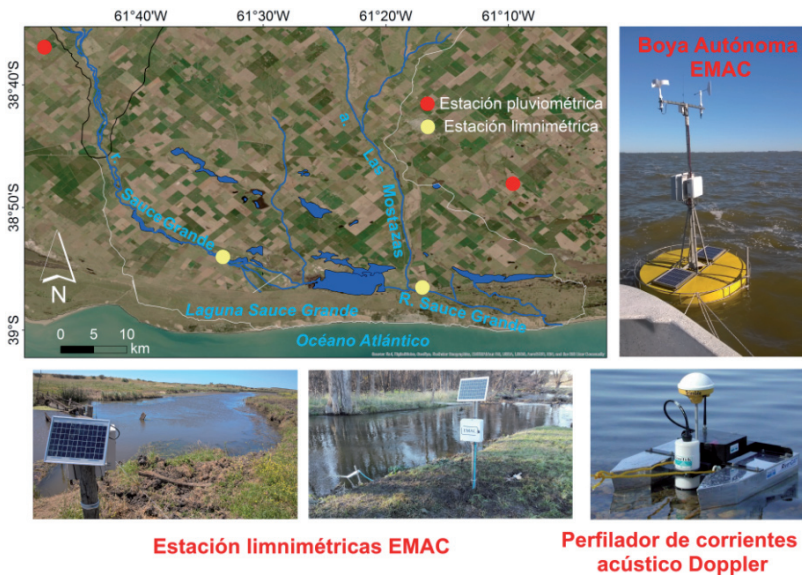 61°40'W
61°30'W
61°20'W
61°10'W
38°40'S
38°50'S
39°S
Estación pluviométrica
Estación limnimétrica
r. Sauce Grande
a. Las Mostazas
R. Sauce Grande
Laguna Sauce Grande
Océano Atlántico
N
0 5 10
km
Boya Autónoma
EMAC
EMAC
Estación limnimétricas EMAC
Perfilador de corrientes
acústico Doppler